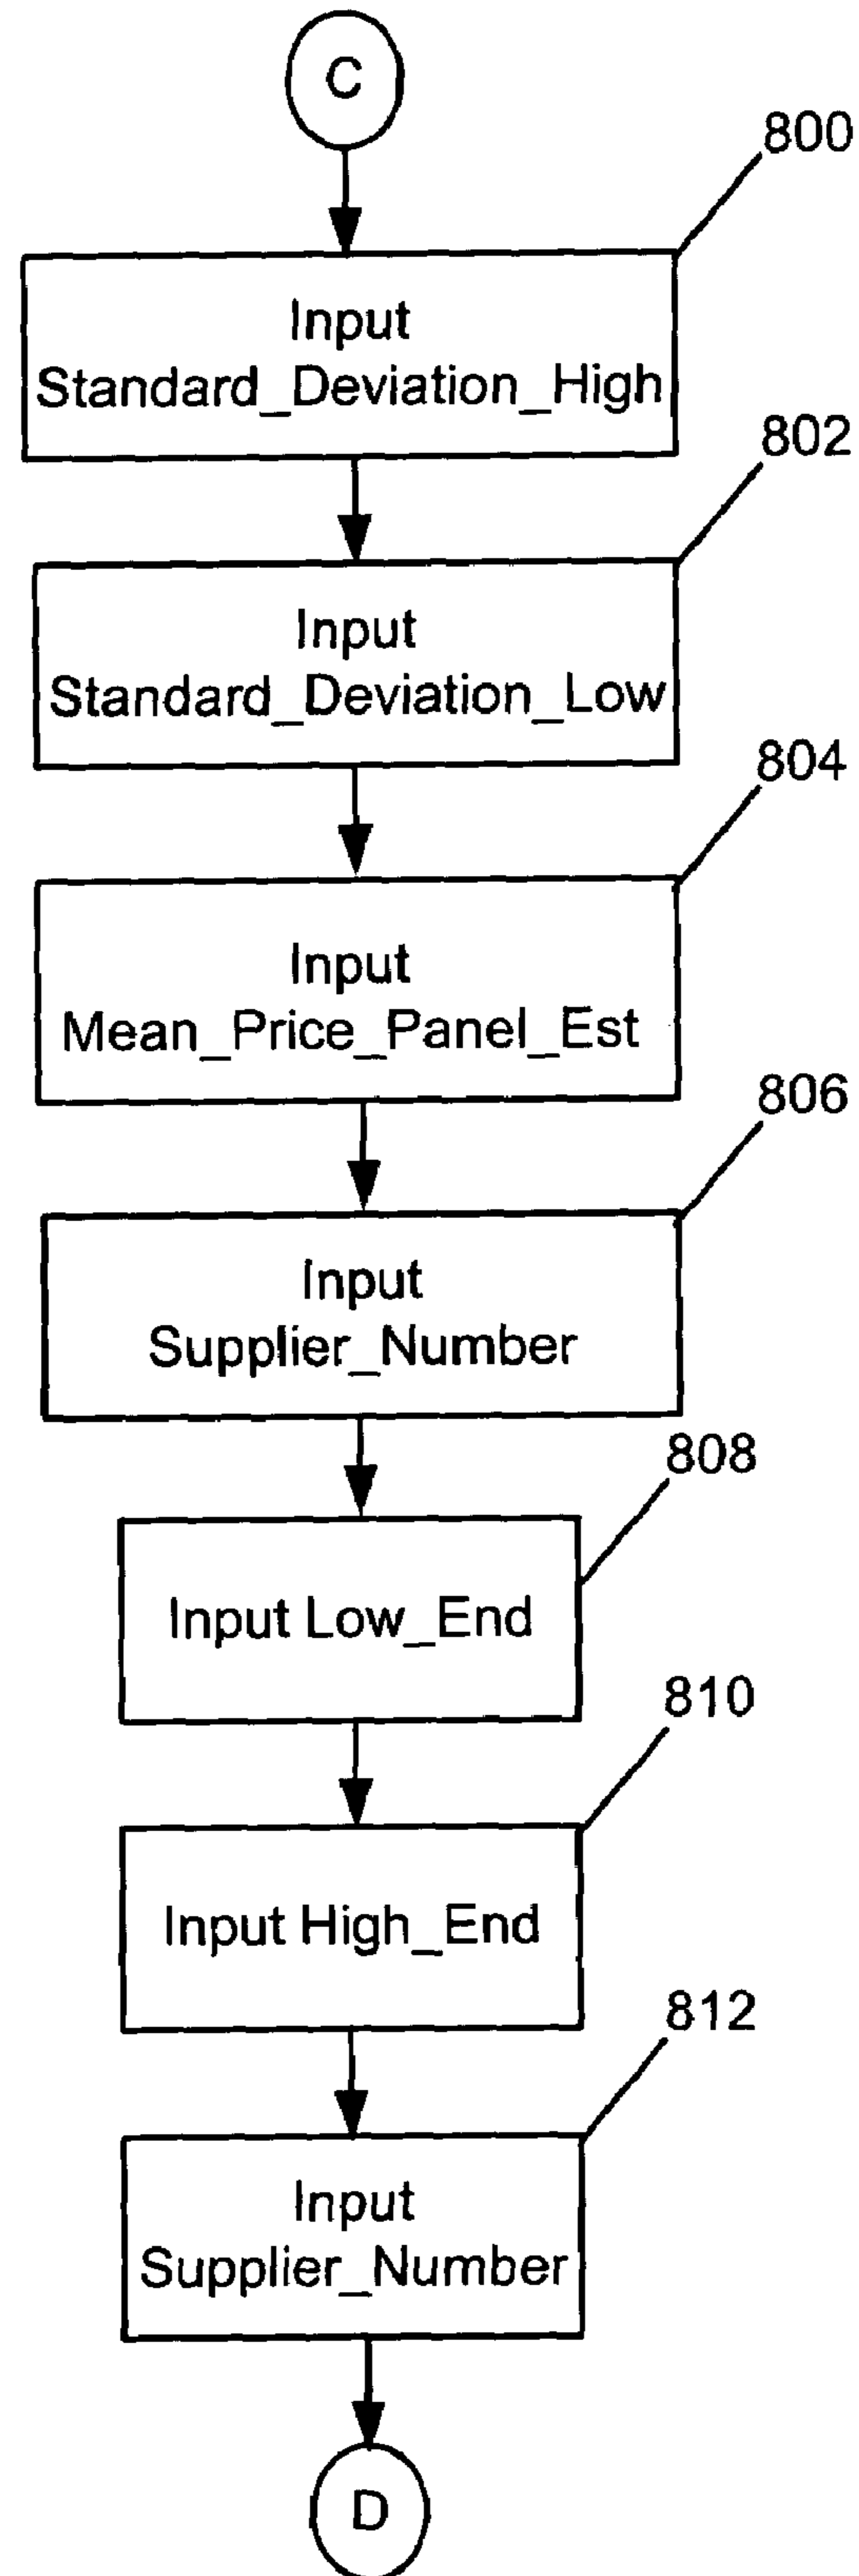 C
800
Input
Standard_Deviation_High
802
Input
Standard_Deviation_Low
804
Input
Mean_Price_Panel_Est
806
Input
Supplier_Number
808
Input Low_End
810
Input High_End
812
Input
Supplier_Number
D